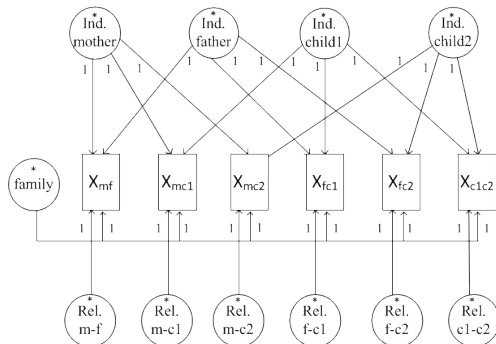 * * * *
Ind. Ind. Ind. Ind.
mother father child1 child2
1 1 1 1 1 1 1 1 1 1 1 1
*
family
Xmf Xmc1 Xmc2 Xfc1 Xfc2 Xc1c2
1 1 1 1 1 1 1 1 1 1 1 1
* * * * * *
Rel. Rel. Rel. Rel. Rel. Rel.
m-f m-c1 m-c2 f-c1 f-c2 c1-c2